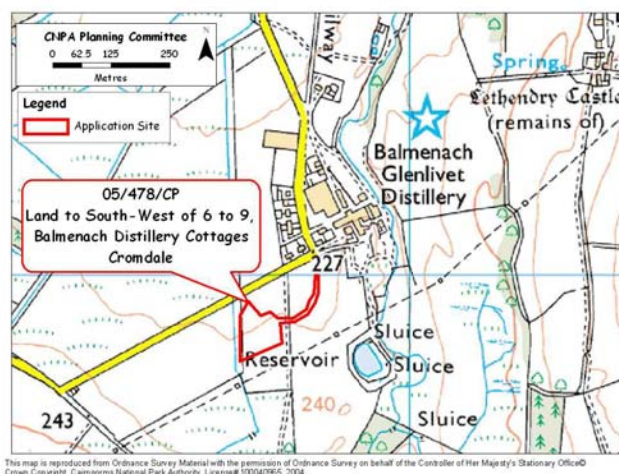 CNPA Planning Committee
0 62.5 125 250
Metres
N
Legend
Application Site
ilway
Spring
Lethendry Castle
(remains of)
Balmenach
Glenlivet
Distillery
05/478/CP
Land to South-West of 6 to 9,
Balmenach Distillery Cottages
Cromdale
227
Sluice
Reservoir
Sluice
240
243
Sluice
This map is reproduced from Ordnance Survey Material with the permission of Ordnance Survey on behalf of the Controller of Her Majesty's Stationary Office©
Crown Copyright. Cairngorms National Park Authority. License# 100040965, 2004